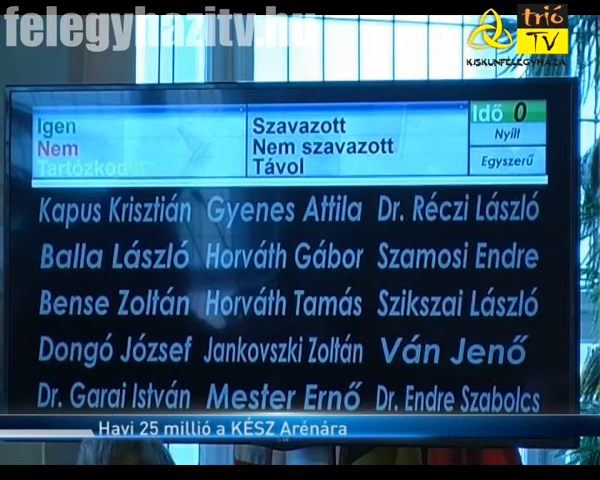 felegyhazitv.hu
trió
TV
KISKUNFÉLEGYHÁZA
Igen
Nem
Tartózkodik
Szavazott
Nem szavazott
Távol
Idő 0
Nyílt
Egyszerű
Kapus Krisztián Gyenes Attila Dr. Réczi László
Balla László Horváth Gábor Szamosi Endre
Bense Zoltán Horváth Tamás Szikszai László
Dongó József Jankovszki Zoltán Ván Jenő
Dr. Garai István Mester Ernő Dr. Endre Szabolcs
Havi 25 millió a KÉSZ Arénára